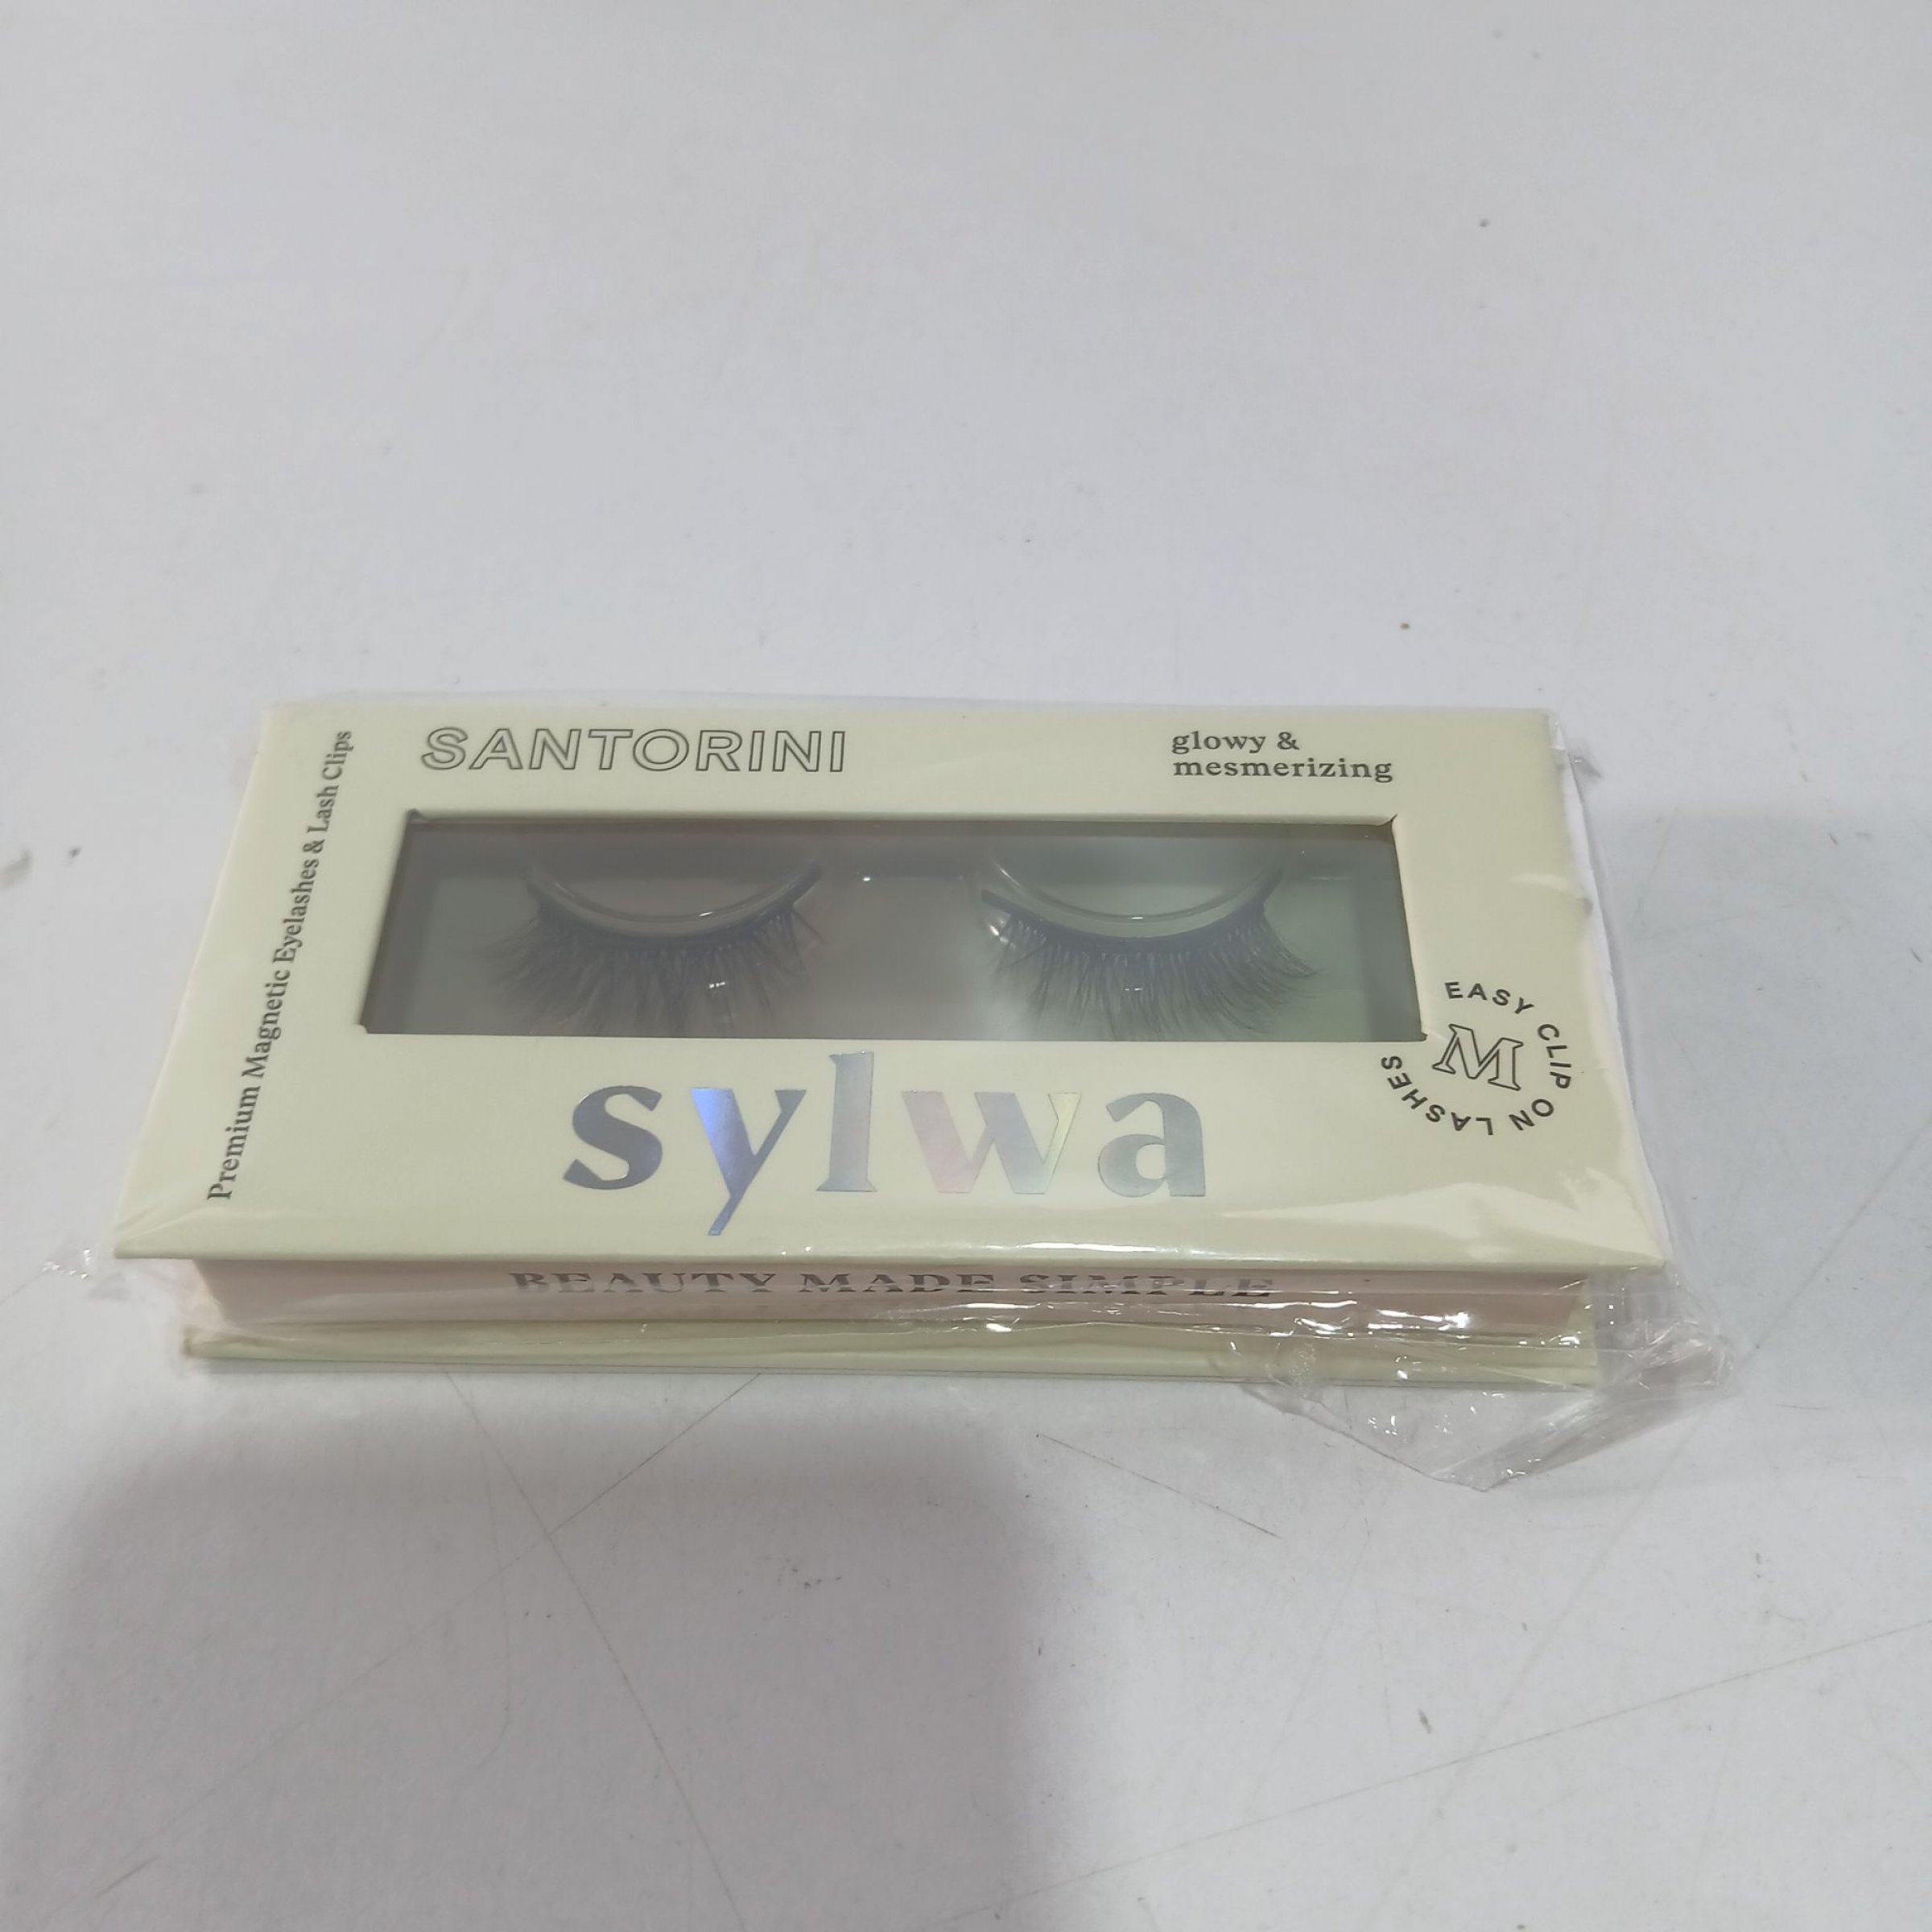 SANTORINI
glowy &
mesmerizing
Premium Magnetic Eyelashes & Lash Clips
EASY CLIP ON LASHES
M
sylwa
BEAUTY MADE SIMPLE